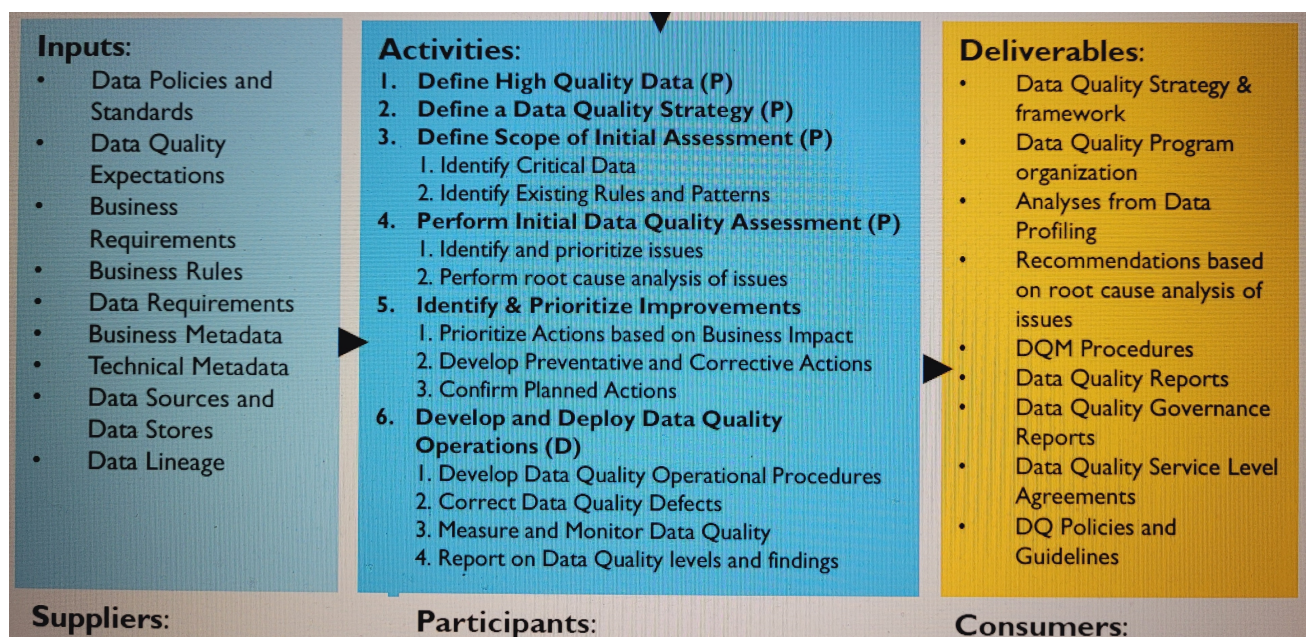 Inputs:
• Data Policies and
Standards
• Data Quality
Expectations
• Business
Requirements
• Business Rules
• Data Requirements
• Business Metadata
• Technical Metadata
• Data Sources and
Data Stores
• Data Lineage
Suppliers:
Activities:
1. Define High Quality Data (P)
2. Define a Data Quality Strategy (P)
3. Define Scope of Initial Assessment (P)
1. Identify Critical Data
2. Identify Existing Rules and Patterns
4. Perform Initial Data Quality Assessment (P)
1. Identify and prioritize issues
2. Perform root cause analysis of issues
5. Identify & Prioritize Improvements
1. Prioritize Actions based on Business Impact
2. Develop Preventative and Corrective Actions
3. Confirm Planned Actions
6. Develop and Deploy Data Quality
Operations (D)
1. Develop Data Quality Operational Procedures
2. Correct Data Quality Defects
3. Measure and Monitor Data Quality
4. Report on Data Quality levels and findings
Participants:
Deliverables:
• Data Quality Strategy &
framework
• Data Quality Program
organization
• Analyses from Data
Profiling
• Recommendations based
on root cause analysis of
issues
• DQM Procedures
• Data Quality Reports
• Data Quality Governance
Reports
• Data Quality Service Level
Agreements
• DQ Policies and
Guidelines
Consumers: